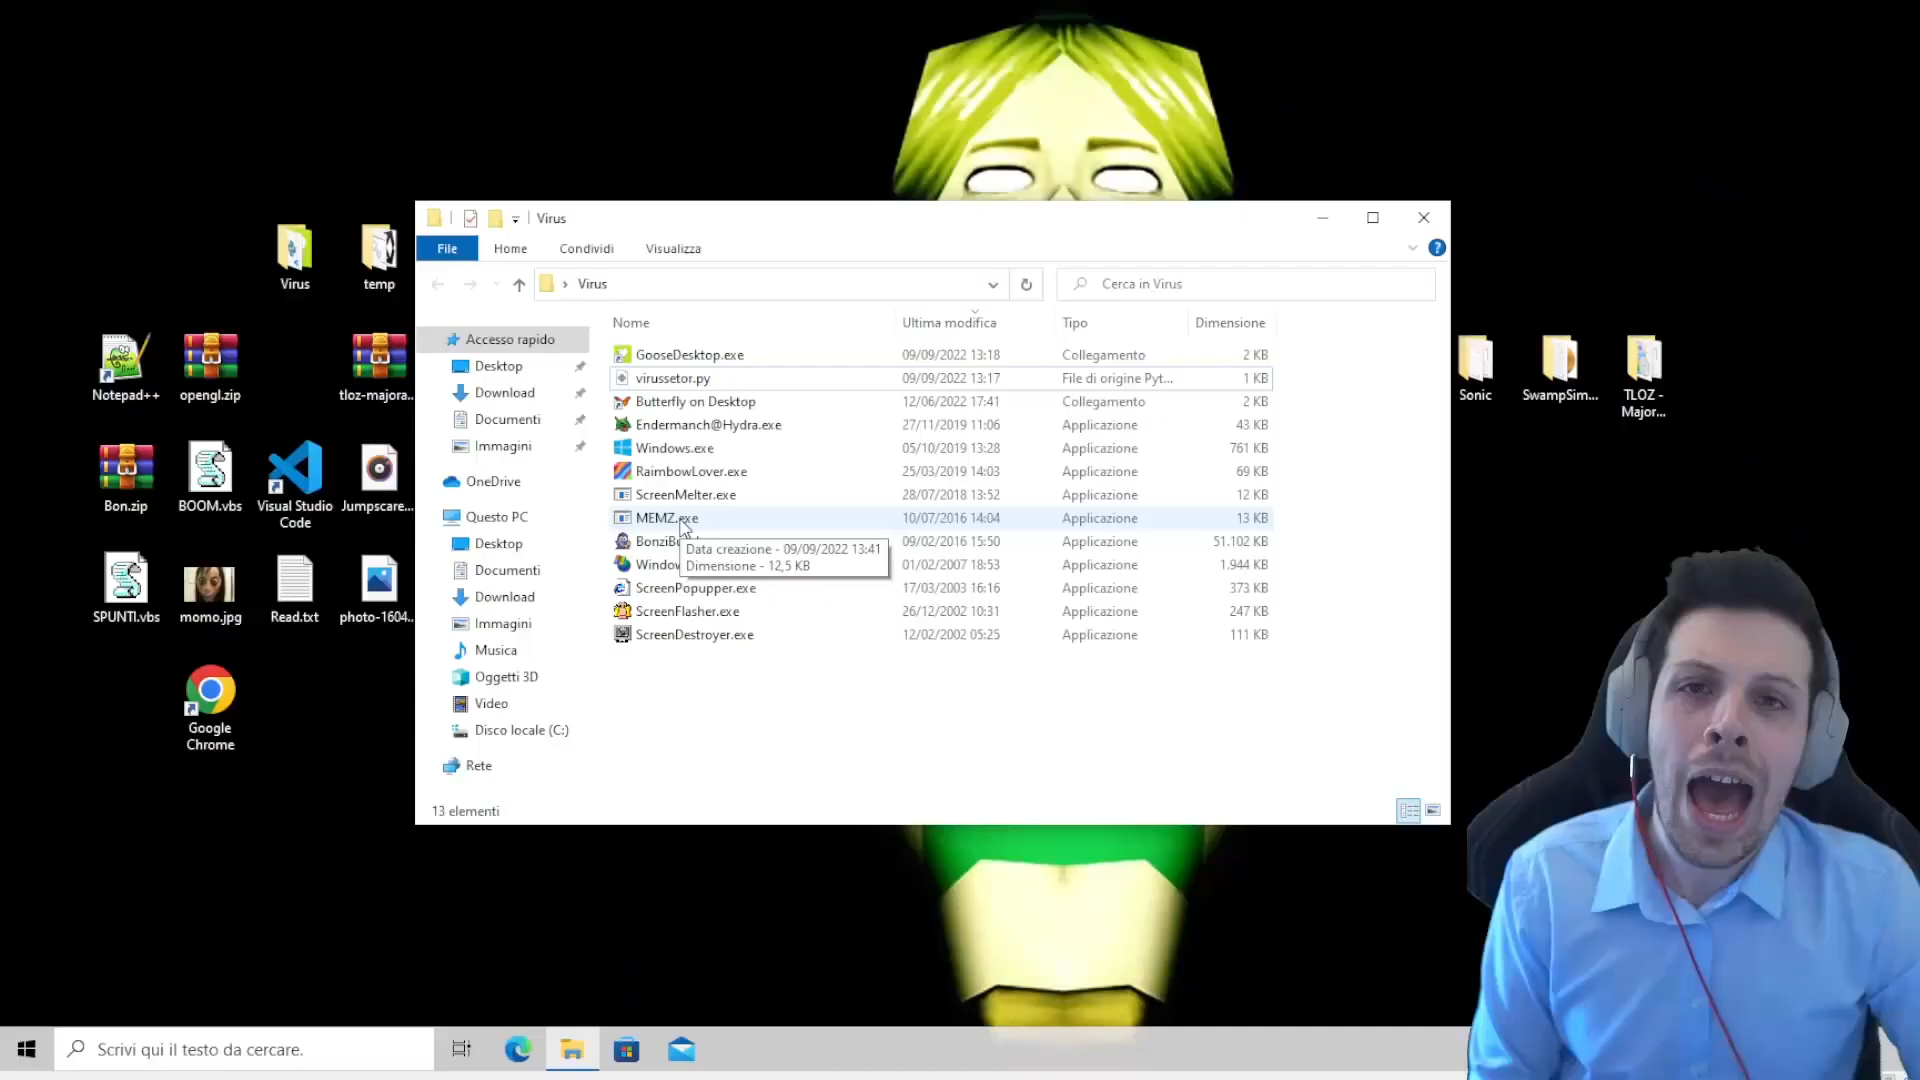 Virus
File Home Condividi Visualizza
Virus
Cerca in Virus
Nome Ultima modifica Tipo Dimensione
GooseDesktop.exe 09/09/2022 13:18 Collegamento 2 KB
virussetor.py 09/09/2022 13:17 File di origine Pyt... 1 KB
Butterfly on Desktop 12/06/2022 17:41 Collegamento 2 KB
Endermanch@Hydra.exe 27/11/2019 11:06 Applicazione 43 KB
Windows.exe 05/10/2019 13:28 Applicazione 761 KB
RaimbowLover.exe 25/03/2019 14:03 Applicazione 69 KB
ScreenMelter.exe 28/07/2018 13:52 Applicazione 12 KB
MEMZ.exe 10/07/2016 14:04 Applicazione 13 KB
09/02/2016 15:50 Applicazione 51.102 KB
01/02/2007 18:53 Applicazione 1.944 KB
ScreenPopupper.exe 17/03/2003 16:16 Applicazione 373 KB
ScreenFlasher.exe 26/12/2002 10:31 Applicazione 247 KB
ScreenDestroyer.exe 12/02/2002 05:25 Applicazione 111 KB
Data creazione - 09/09/2022 13:41
Dimensione - 12,5 KB
Accesso rapido
Desktop
Download
Documenti
Immagini
OneDrive
Questo PC
Desktop
Documenti
Download
Immagini
Musica
Oggetti 3D
Video
Disco locale (C:)
Rete
13 elementi
Virus
temp
Notepad++
opengl.zip
tloz-majora...
Bon.zip
BOOM.vbs
Visual Studio
Code
Jumpscare...
SPUNTI.vbs
momo.jpg
Read.txt
photo-1604...
Google
Chrome
Sonic
SwampSim...
TLOZ -
Major...
Scrivi qui il testo da cercare.